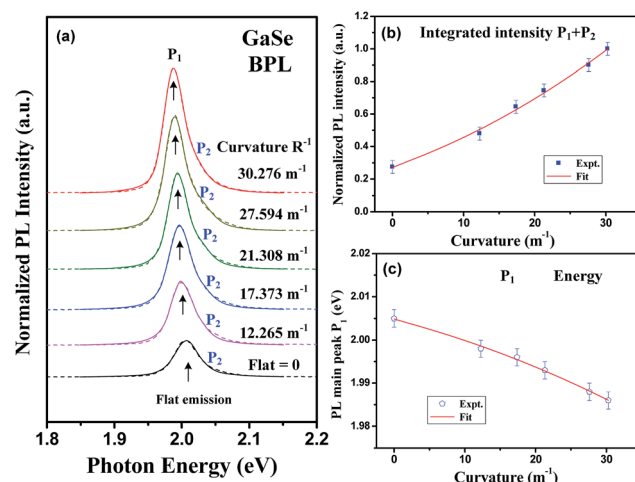 (a)
P1
GaSe
BPL
P2
Curvature R-1
30.276 m-1
P2
27.594 m-1
P2
21.308 m-1
P2
17.373 m-1
P2
12.265 m-1
P2
Flat = 0
Flat emission
Normalized PL Intensity (a.u.)
1.8 1.9 2.0 2.1 2.2
Photon Energy (eV)
(b)
Integrated intensity P1+P2
Normalized PL intensity (a.u.)
1.2
1.0
0.8
0.6
0.4
0.2
0.0
Expt.
Fit
0 10 20 30
Curvature (m-1)
(c)
P1 Energy
PL main peak P1 (eV)
2.02
2.01
2.00
1.99
1.98
Expt.
Fit
0 10 20 30
Curvature (m-1)